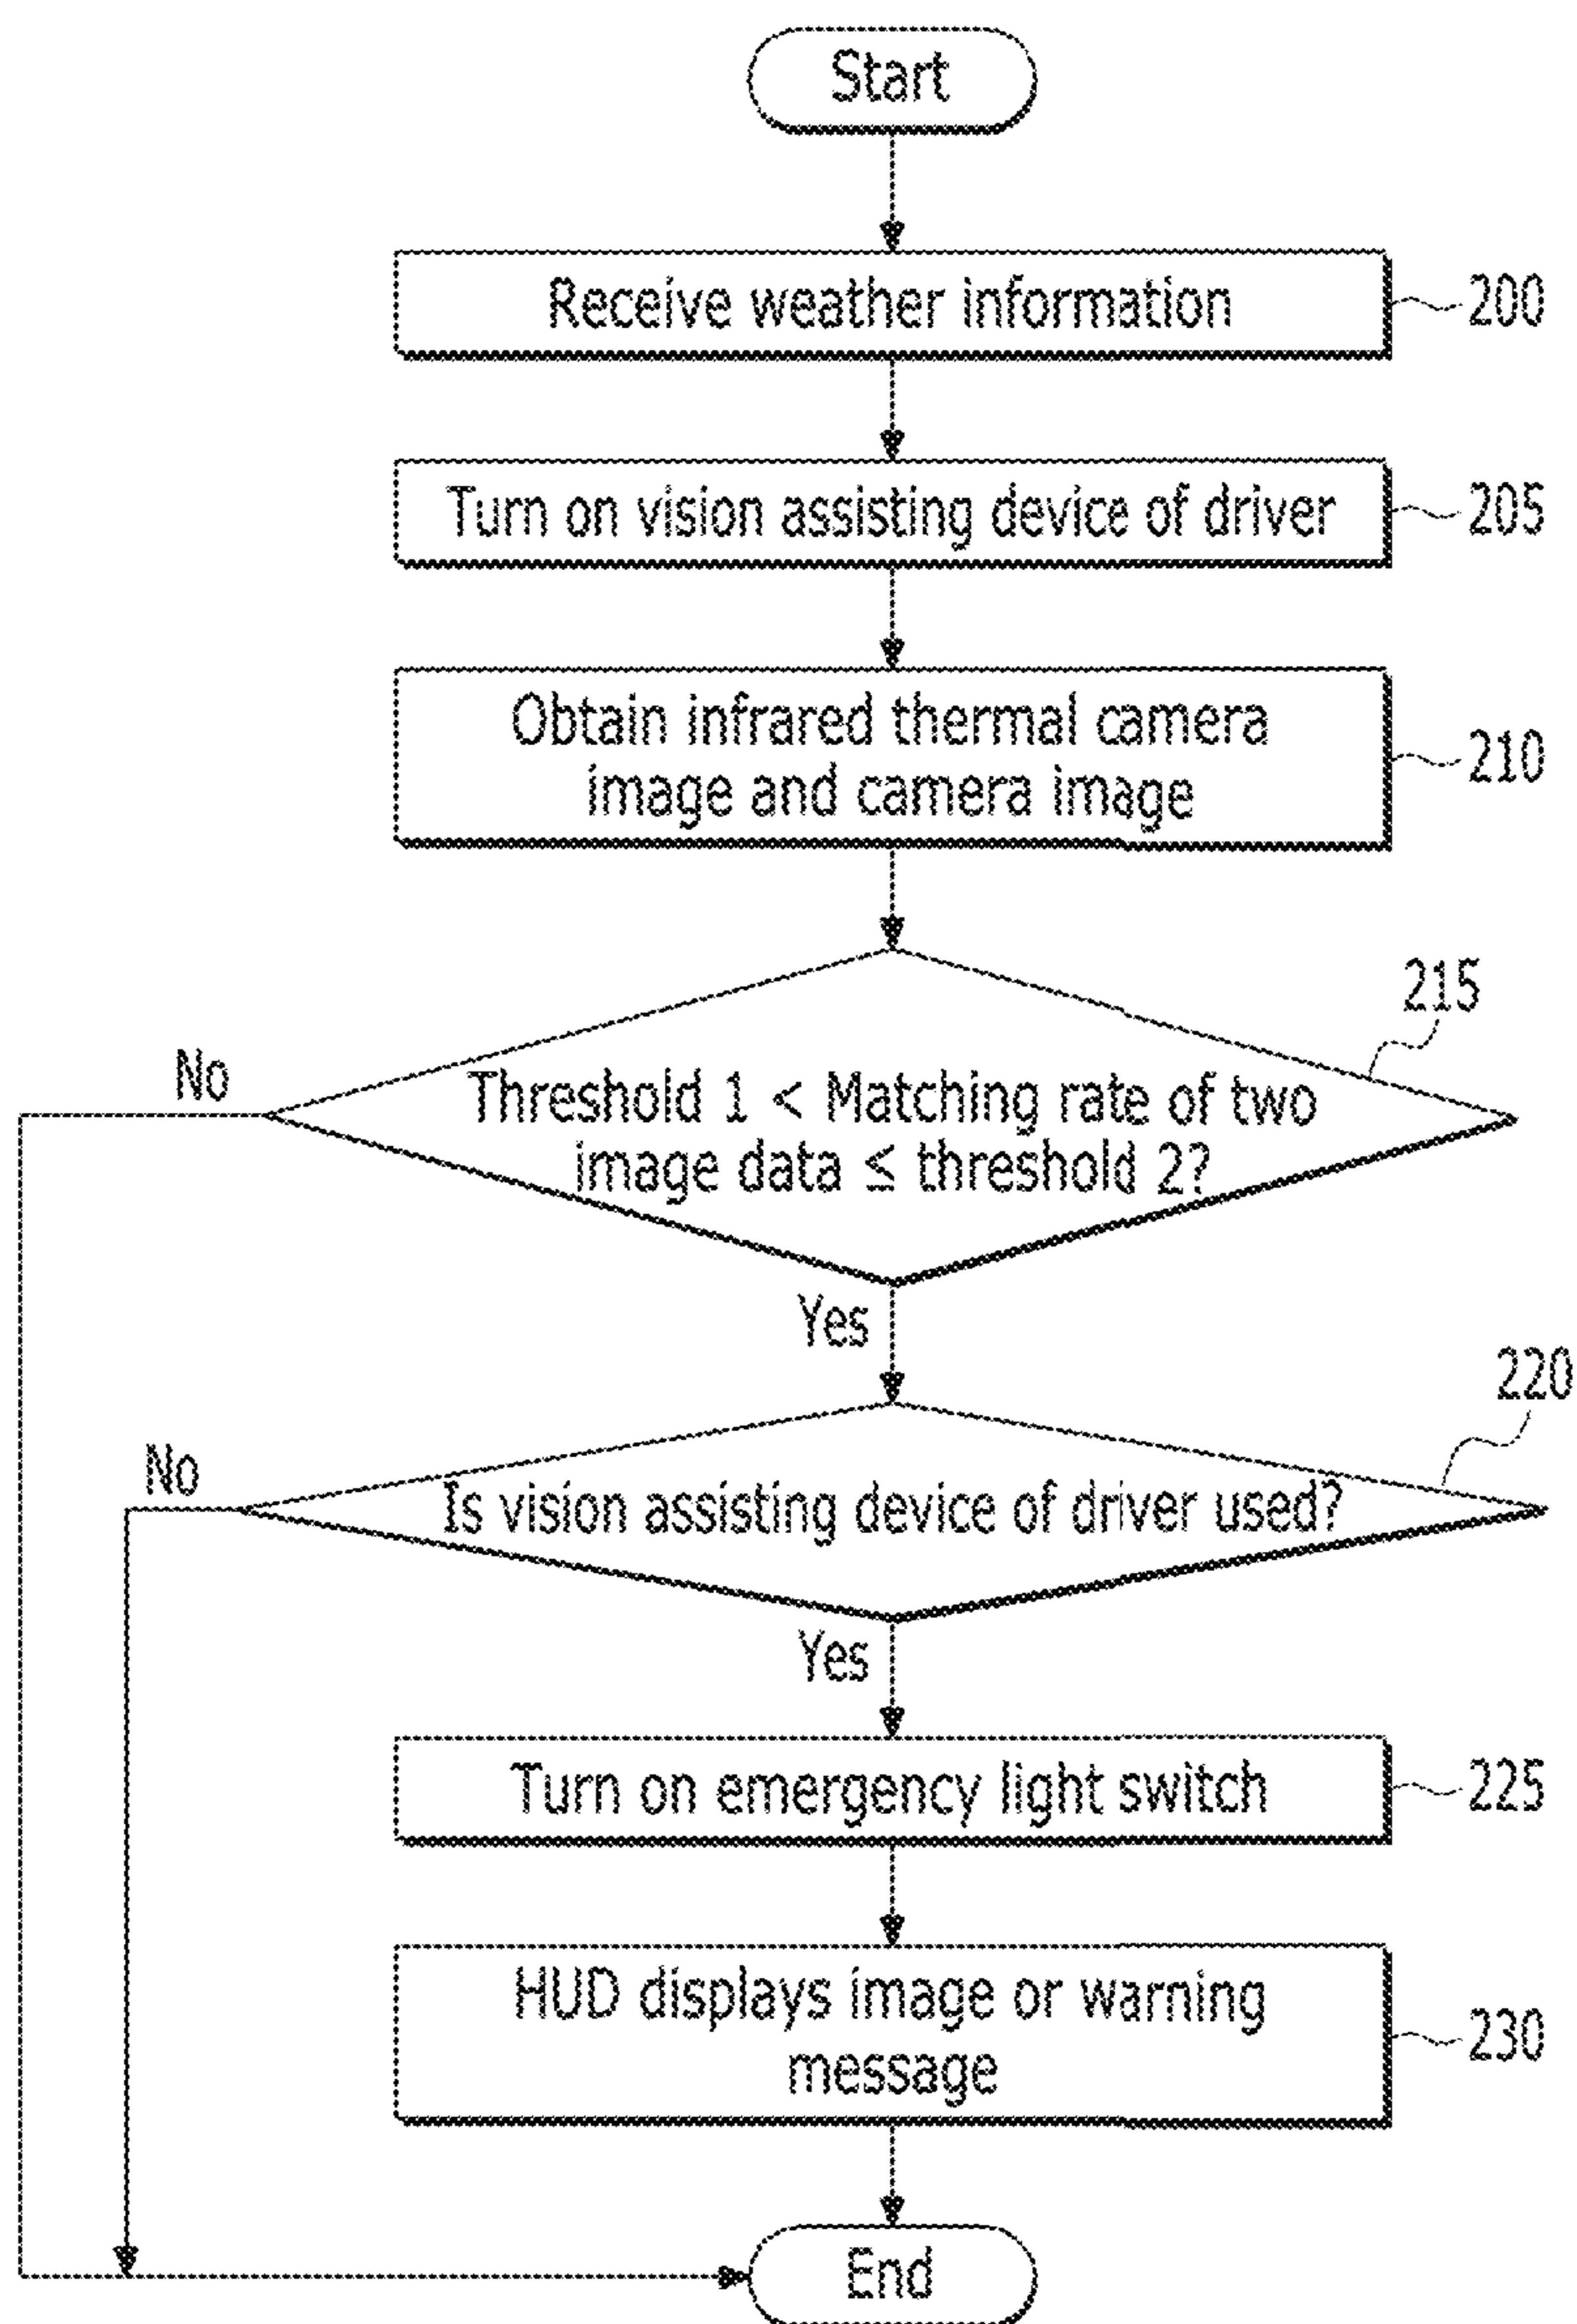 Start
Receive weather information
200
Turn on vision assisting device of driver
205
Obtain infrared thermal camera
image and camera image
210
215
No
Threshold 1 < Matching rate of two
image data ≤ threshold 2?
Yes
220
No
Is vision assisting device of driver used?
Yes
Turn on emergency light switch
225
HUD displays image or warning
message
230
End